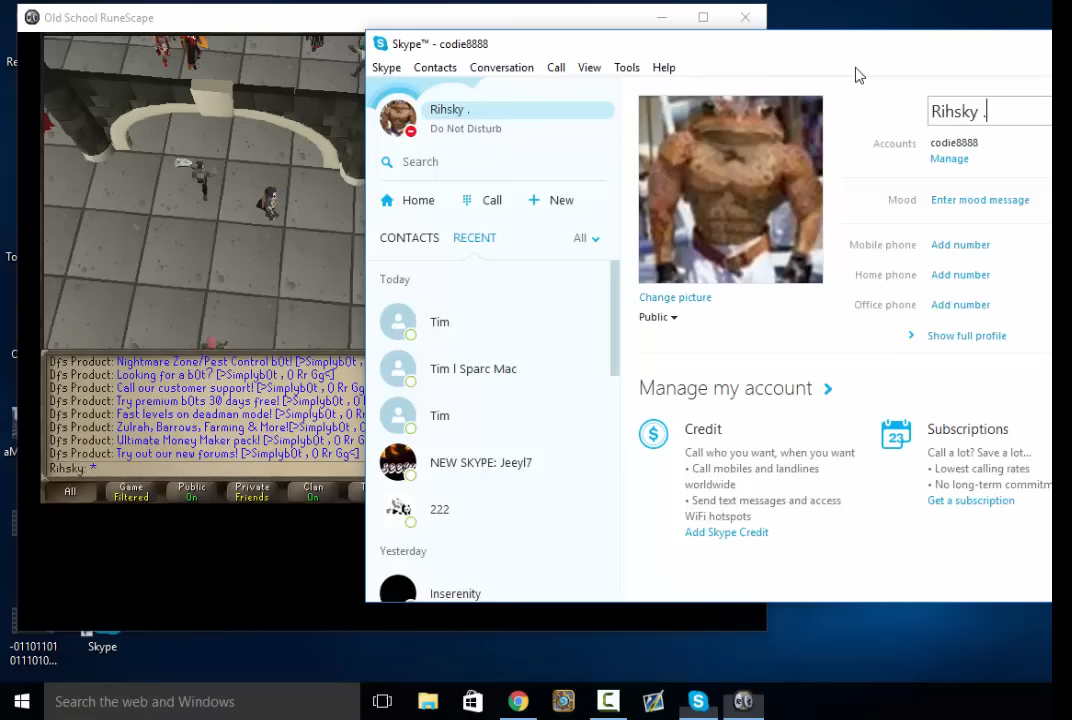 Old School RuneScape
Skype™ - codie8888
Skype Contacts Conversation Call View Tools Help
Rihsky .
Do Not Disturb
Search
Home Call New
CONTACTS RECENT All
Today
Tim
Tim l Sparc Mac
Tim
NEW SKYPE: Jeeyl7
222
Yesterday
Inserenity
Rihsky .
Accounts codie8888
Manage
Mood Enter mood message
Mobile phone Add number
Home phone Add number
Office phone Add number
Show full profile
Change picture
Public
Manage my account
Credit
Call who you want, when you want
• Call mobiles and landlines
worldwide
• Send text messages and access
WiFi hotspots
Add Skype Credit
23
Subscriptions
Call a lot? Save a lot...
• Lowest calling rates
• No long-term commitm
Get a subscription
Dfs Product: Nightmare Zone/Pest Control b0t! [>Simplyb0t ,
Dfs Product: Looking for a b0t? [>Simplyb0t , 0 Rr Gg<]
Dfs Product: Call our customer support! [>Simplyb0t , 0 Rr Gg
Dfs Product: Try premium b0ts 30 days free! [>Simplyb0t , 0
Dfs Product: Fast levels on deadman mode! [>Simplyb0t , 0 R
Dfs Product: Zulrah, Barrows, Farming & More![>Simplyb0t , 0
Dfs Product: Ultimate Money Maker pack! [>Simplyb0t , 0 Rr
Dfs Product: Try out our new forums! [>Simplyb0t , 0 Rr Gg<]
Rihsky: *
All
Game
Filtered
Public
On
Private
Friends
Clan
On
T
Re
To
C
aM
-01101101
0111010...
Skype
Search the web and Windows